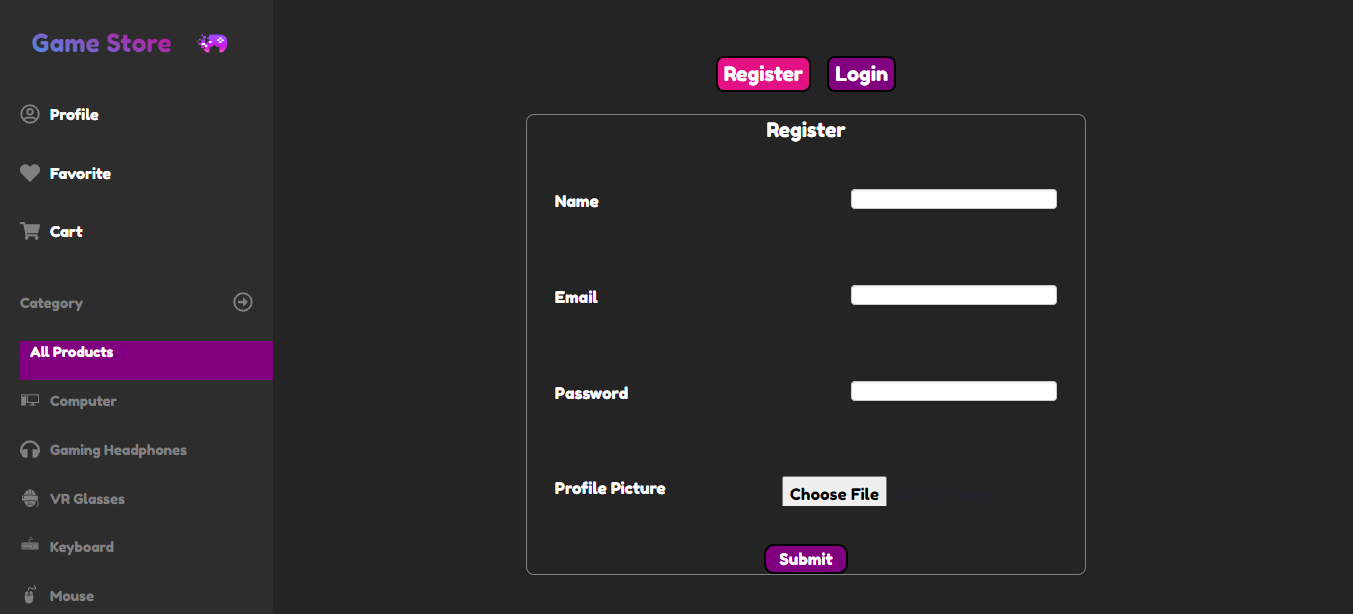 Game Store
Profile
Favorite
Cart
Category
All Products
Computer
Gaming Headphones
VR Glasses
Keyboard
Mouse
Register Login
Register
Name
Email
Password
Profile Picture Choose File
Submit